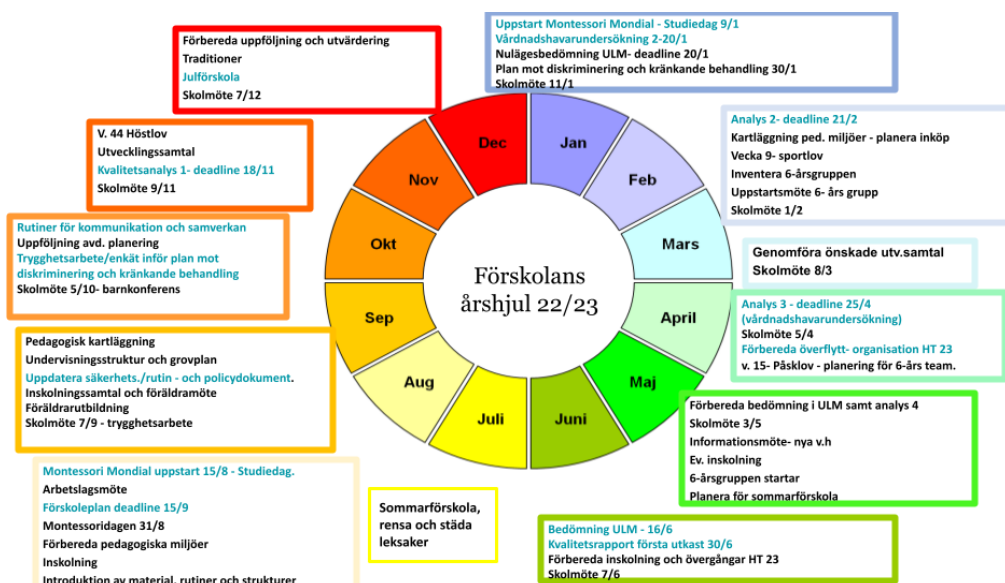 Förbereda uppföljning och utvärdering
Traditioner
Julförskola
Skolmöte 7/12
Uppstart Montessori Mondial - Studiedag 9/1
Vårdnadshavarundersökning 2-20/1
Nulägesbedömning ULM- deadline 20/1
Plan mot diskriminering och kränkande behandling 30/1
Skolmöte 11/1
V. 44 Höstlov
Utvecklingssamtal
Kvalitetsanalys 1- deadline 18/11
Skolmöte 9/11
Analys 2- deadline 21/2
Kartläggning ped. miljöer - planera inköp
Vecka 9- sportlov
Inventera 6-årsgruppen
Uppstartsmöte 6- års grupp
Skolmöte 1/2
Rutiner för kommunikation och samverkan
Uppföljning avd. planering
Trygghetsarbete/enkät inför plan mot
diskriminering och kränkande behandling
Skolmöte 5/10- barnkonferens
Genomföra önskade utv.samtal
Skolmöte 8/3
Pedagogisk kartläggning
Undervisningsstruktur och grovplan
Uppdatera säkerhets./rutin - och policydokument.
Inskolningssamtal och föräldramöte
Föräldrarutbildning
Skolmöte 7/9 - trygghetsarbete
Analys 3 - deadline 25/4
(vårdnadshavarundersökning)
Skolmöte 5/4
Förbereda överflytt- organisation HT 23
v. 15- Påsklov - planering för 6-års team.
Förbereda bedömning i ULM samt analys 4
Skolmöte 3/5
Informationsmöte- nya v.h
Ev. inskolning
6-årsgruppen startar
Planera för sommarförskola
Montessori Mondial uppstart 15/8 - Studiedag.
Arbetslagsmöte
Förskoleplan deadline 15/9
Montessoridagen 31/8
Förbereda pedagogiska miljöer
Inskolning
Introduktion av material, rutiner och strukturer
Sommarförskola,
rensa och städa
leksaker
Bedömning ULM - 16/6
Kvalitetsrapport första utkast 30/6
Förbereda inskolning och övergångar HT 23
Skolmöte 7/6
Dec
Jan
Feb
Mars
April
Maj
Juni
Juli
Aug
Sep
Okt
Nov
Förskolans
årshjul 22/23